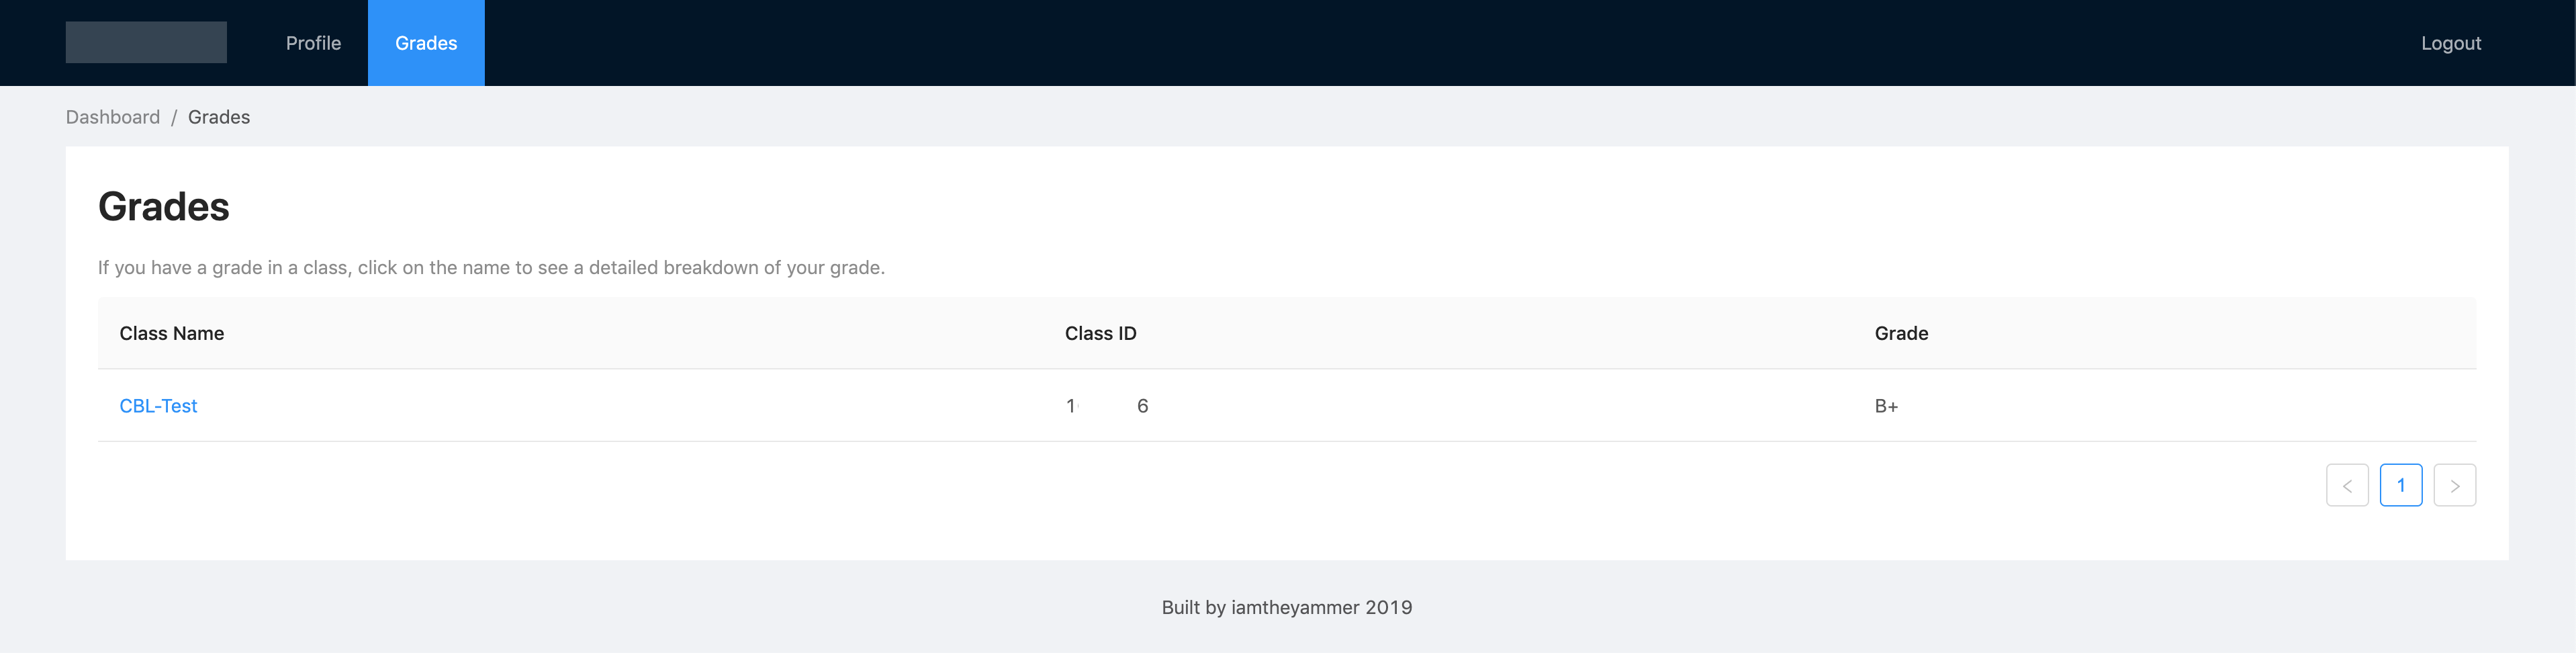 Profile
Grades
Logout
Dashboard / Grades
Grades
If you have a grade in a class, click on the name to see a detailed breakdown of your grade.
Class Name Class ID Grade
CBL-Test 1 6 B+
< 1 >
Built by iamtheyammer 2019